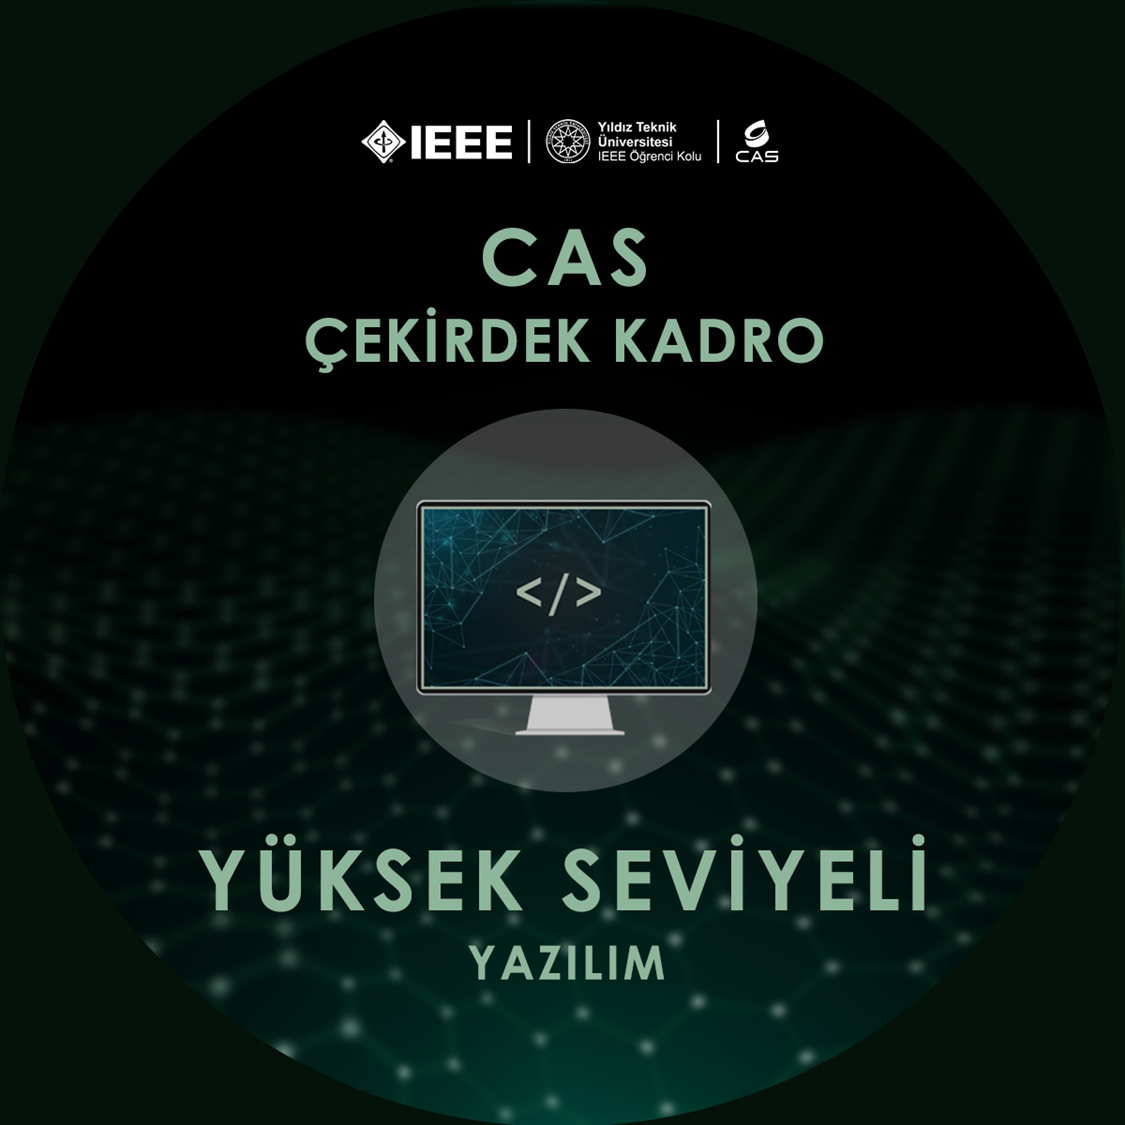 IEEE
Yıldız Teknik
Üniversitesi
IEEE Öğrenci Kolu
CAS
CAS
ÇEKİRDEK KADRO
</>
YÜKSEK SEVİYELİ
YAZILIM